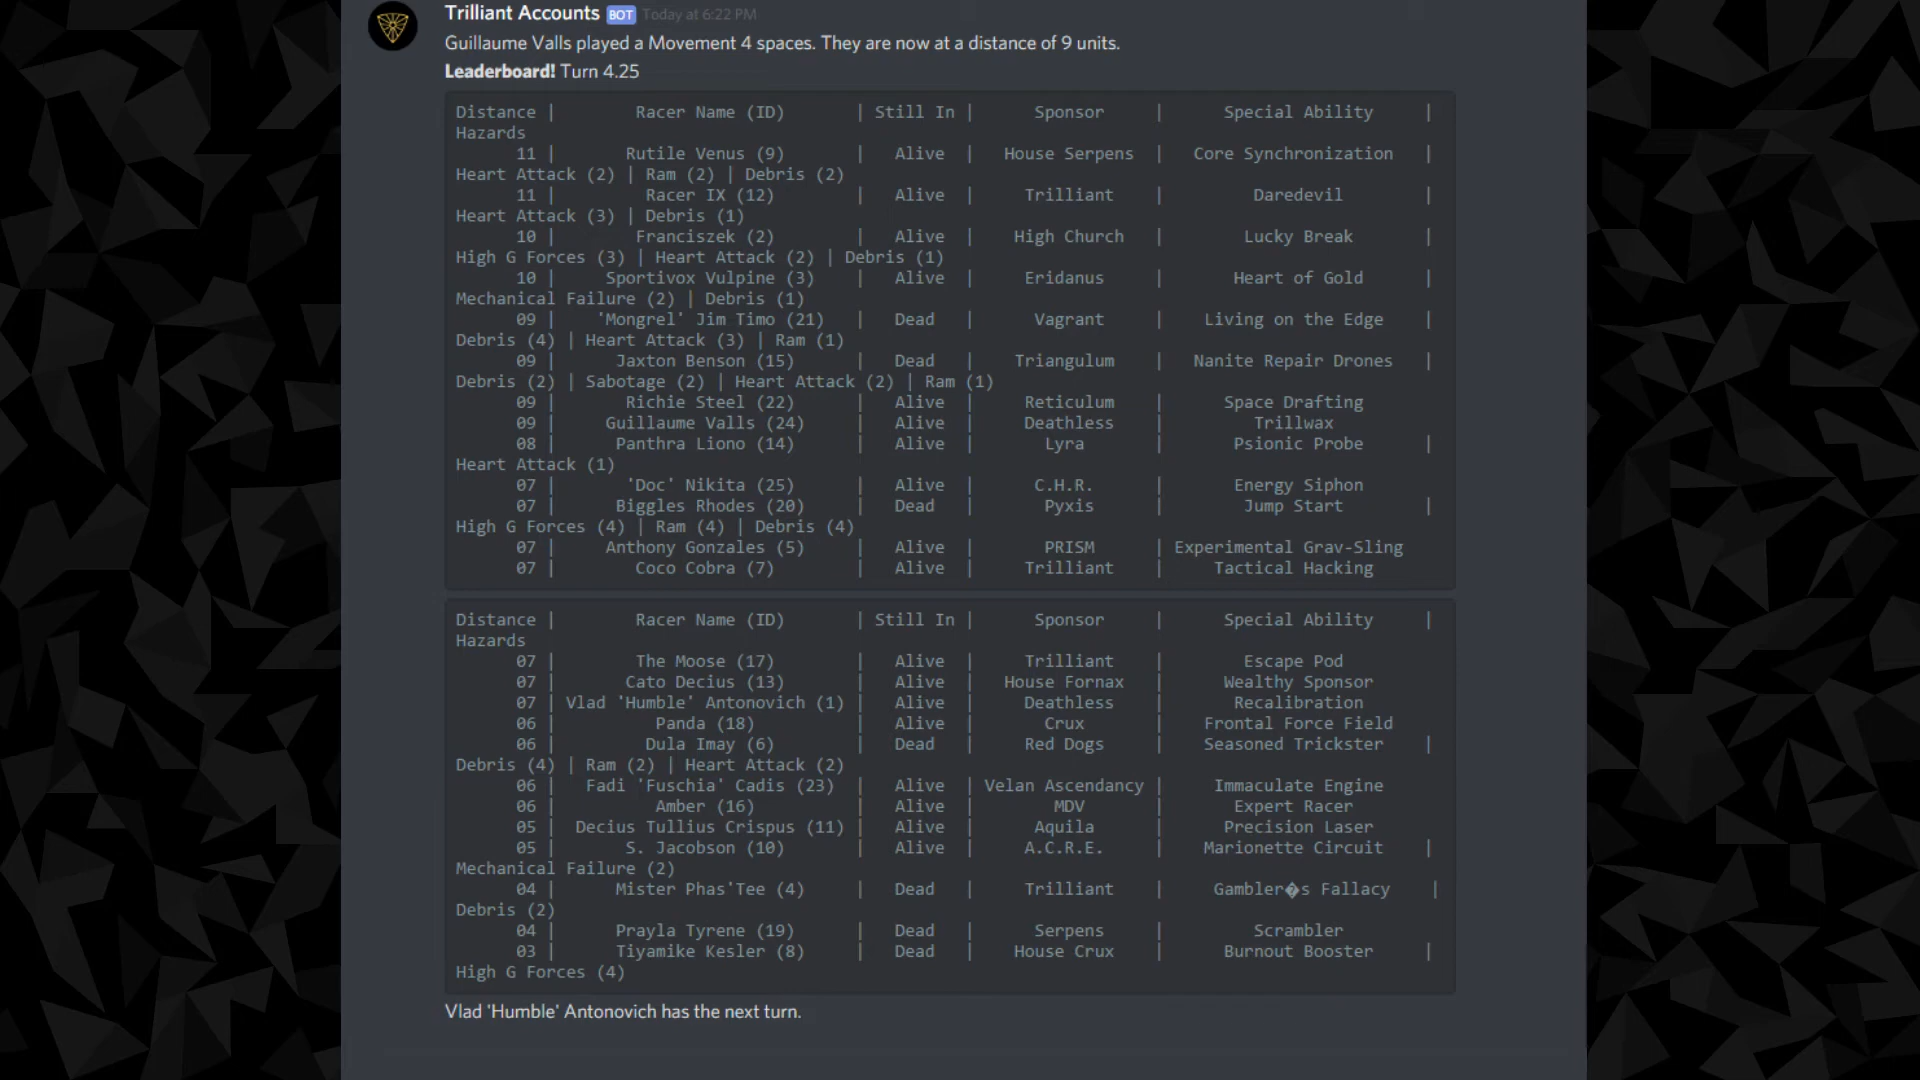 Trilliant Accounts BOT Today at 6:22 PM
Guillaume Valls played a Movement 4 spaces. They are now at a distance of 9 units.
Leaderboard! Turn 4.25
Distance | Racer Name (ID) | Still In | Sponsor | Special Ability |
Hazards
11 | Rutile Venus (9) | Alive | House Serpens | Core Synchronization |
Heart Attack (2) | Ram (2) | Debris (2)
11 | Racer IX (12) | Alive | Trilliant | Daredevil |
Heart Attack (3) | Debris (1)
10 | Franciszek (2) | Alive | High Church | Lucky Break |
High G Forces (3) | Heart Attack (2) | Debris (1)
10 | Sportivox Vulpine (3) | Alive | Eridanus | Heart of Gold |
Mechanical Failure (2) | Debris (1)
09 | 'Mongrel' Jim Timo (21) | Dead | Vagrant | Living on the Edge |
Debris (4) | Heart Attack (3) | Ram (1)
09 | Jaxton Benson (15) | Dead | Triangulum | Nanite Repair Drones |
Debris (2) | Sabotage (2) | Heart Attack (2) | Ram (1)
09 | Richie Steel (22) | Alive | Reticulum | Space Drafting
09 | Guillaume Valls (24) | Alive | Deathless | Trillwax
08 | Panthra Liono (14) | Alive | Lyra | Psionic Probe |
Heart Attack (1)
07 | 'Doc' Nikita (25) | Alive | C.H.R. | Energy Siphon
07 | Biggles Rhodes (20) | Dead | Pyxis | Jump Start |
High G Forces (4) | Ram (4) | Debris (4)
07 | Anthony Gonzales (5) | Alive | PRISM | Experimental Grav-Sling
07 | Coco Cobra (7) | Alive | Trilliant | Tactical Hacking
Distance | Racer Name (ID) | Still In | Sponsor | Special Ability |
Hazards
07 | The Moose (17) | Alive | Trilliant | Escape Pod
07 | Cato Decius (13) | Alive | House Fornax | Wealthy Sponsor
07 | Vlad 'Humble' Antonovich (1) | Alive | Deathless | Recalibration
06 | Panda (18) | Alive | Crux | Frontal Force Field
06 | Dula Imay (6) | Dead | Red Dogs | Seasoned Trickster |
Debris (4) | Ram (2) | Heart Attack (2)
06 | Fadi 'Fuschia' Cadis (23) | Alive | Velan Ascendancy | Immaculate Engine
06 | Amber (16) | Alive | MDV | Expert Racer
05 | Decius Tullius Crispus (11) | Alive | Aquila | Precision Laser
05 | S. Jacobson (10) | Alive | A.C.R.E. | Marionette Circuit |
Mechanical Failure (2)
04 | Mister Phas'Tee (4) | Dead | Trilliant | Gambler�s Fallacy |
Debris (2)
04 | Prayla Tyrene (19) | Dead | Serpens | Scrambler
03 | Tiyamike Kesler (8) | Dead | House Crux | Burnout Booster |
High G Forces (4)
Vlad 'Humble' Antonovich has the next turn.